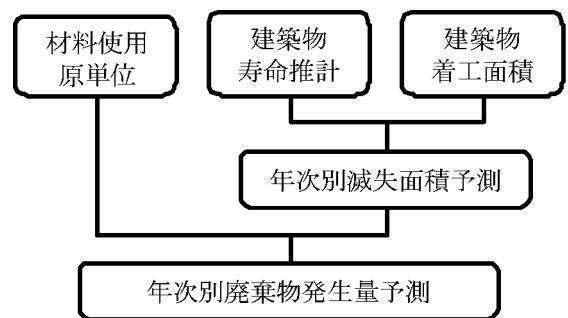 材料使用
原単位
建築物
寿命推計
建築物
着工面積
年次別滅失面積予測
年次別廃棄物発生量予測